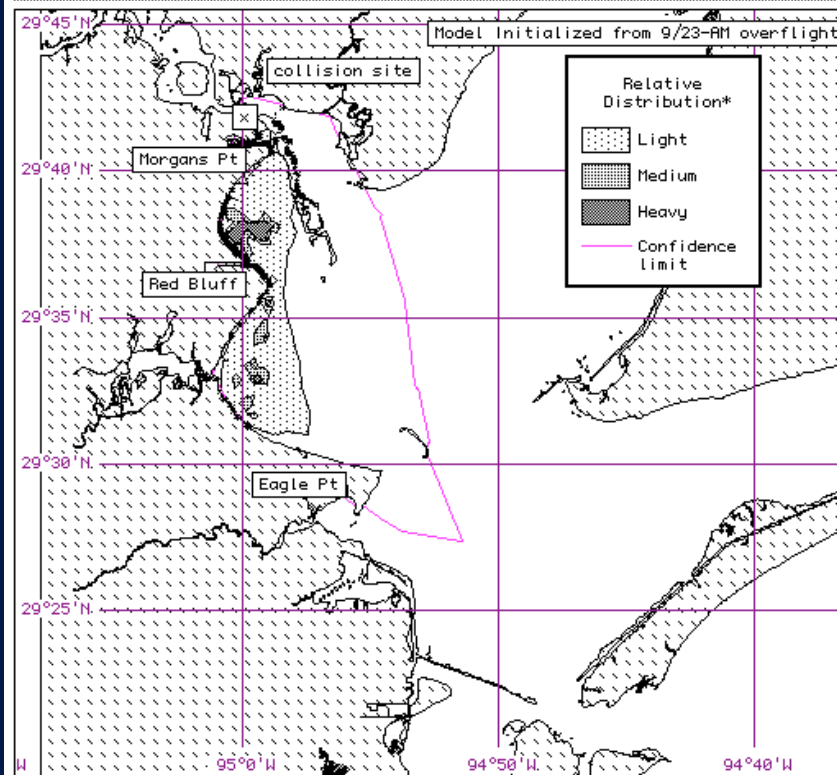 29°45'N
Model Initialized from 9/23-AM overflight
collision site
Relative
Distribution*
Light
Medium
Heavy
Confidence
limit
Morgans Pt
29°40'N
Red Bluff
29°35'N
29°30'N
Eagle Pt
29°25'N
W
95°0'W
94°50'W
94°40'W